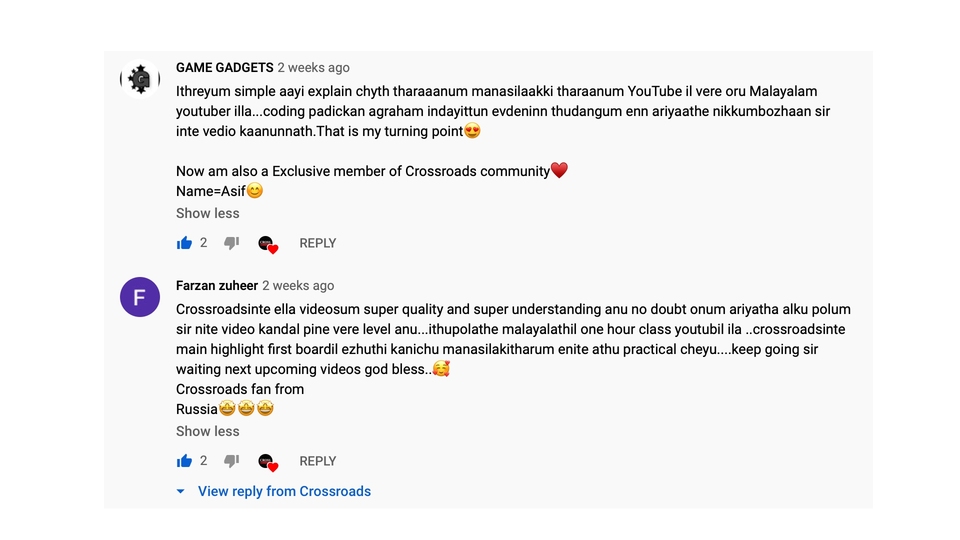 GAME GADGETS 2 weeks ago
Ithreyum simple aayi explain chyth tharaaanum manasilaakki tharaanum YouTube il vere oru Malayalam
youtuber illa...coding padickan agraham indayittun evdeninn thudangum enn ariyaathe nikkumbozhaan sir
inte vedio kaanunnath.That is my turning point😍
Now am also a Exclusive member of Crossroads community♥️
Name=Asif😊
Show less
2 REPLY
F
Farzan zuheer 2 weeks ago
Crossroadsinte ella videosum super quality and super understanding anu no doubt onum ariyatha alku polum
sir nite video kandal pine vere level anu...ithupolathe malayalathil one hour class youtubil ila ..crossroadsinte
main highlight first boardil ezhuthi kanichu manasilakitharum enite athu practical cheyu....keep going sir
waiting next upcoming videos god bless..🥰
Crossroads fan from
Russia🤩🤩🤩
Show less
2 REPLY
View reply from Crossroads